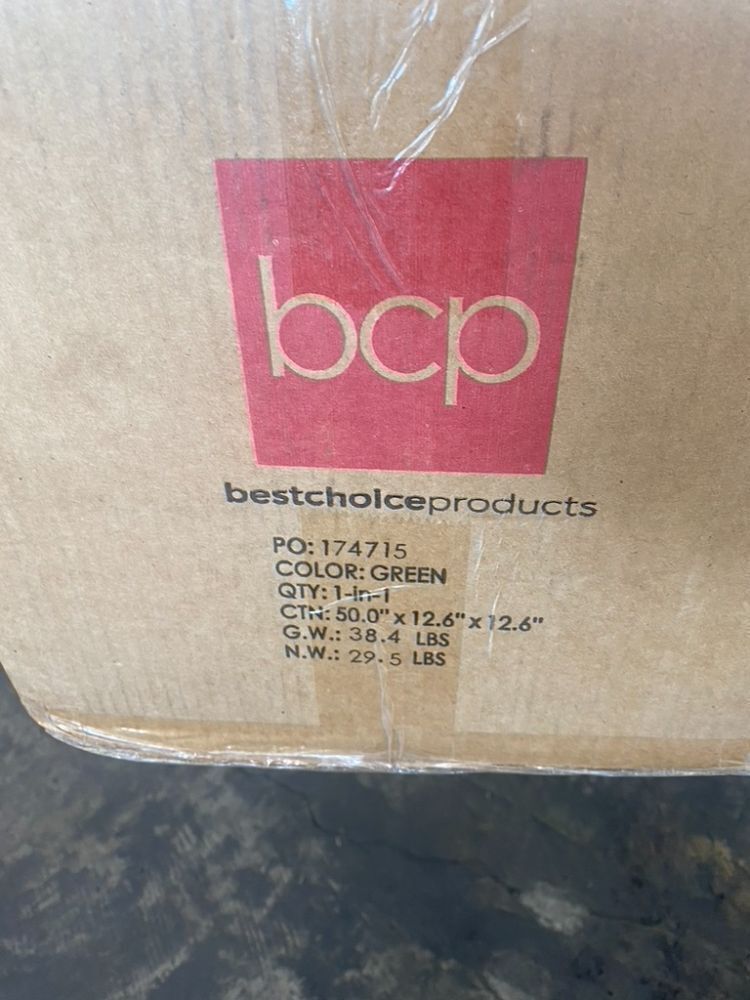 bcp
bestchoiceproducts
PO: 174715
COLOR: GREEN
QTY: 1-in-1
CTN: 50.0" x 12.6" x 12.6"
G.W.: 38.4 LBS
N.W.: 29.5 LBS